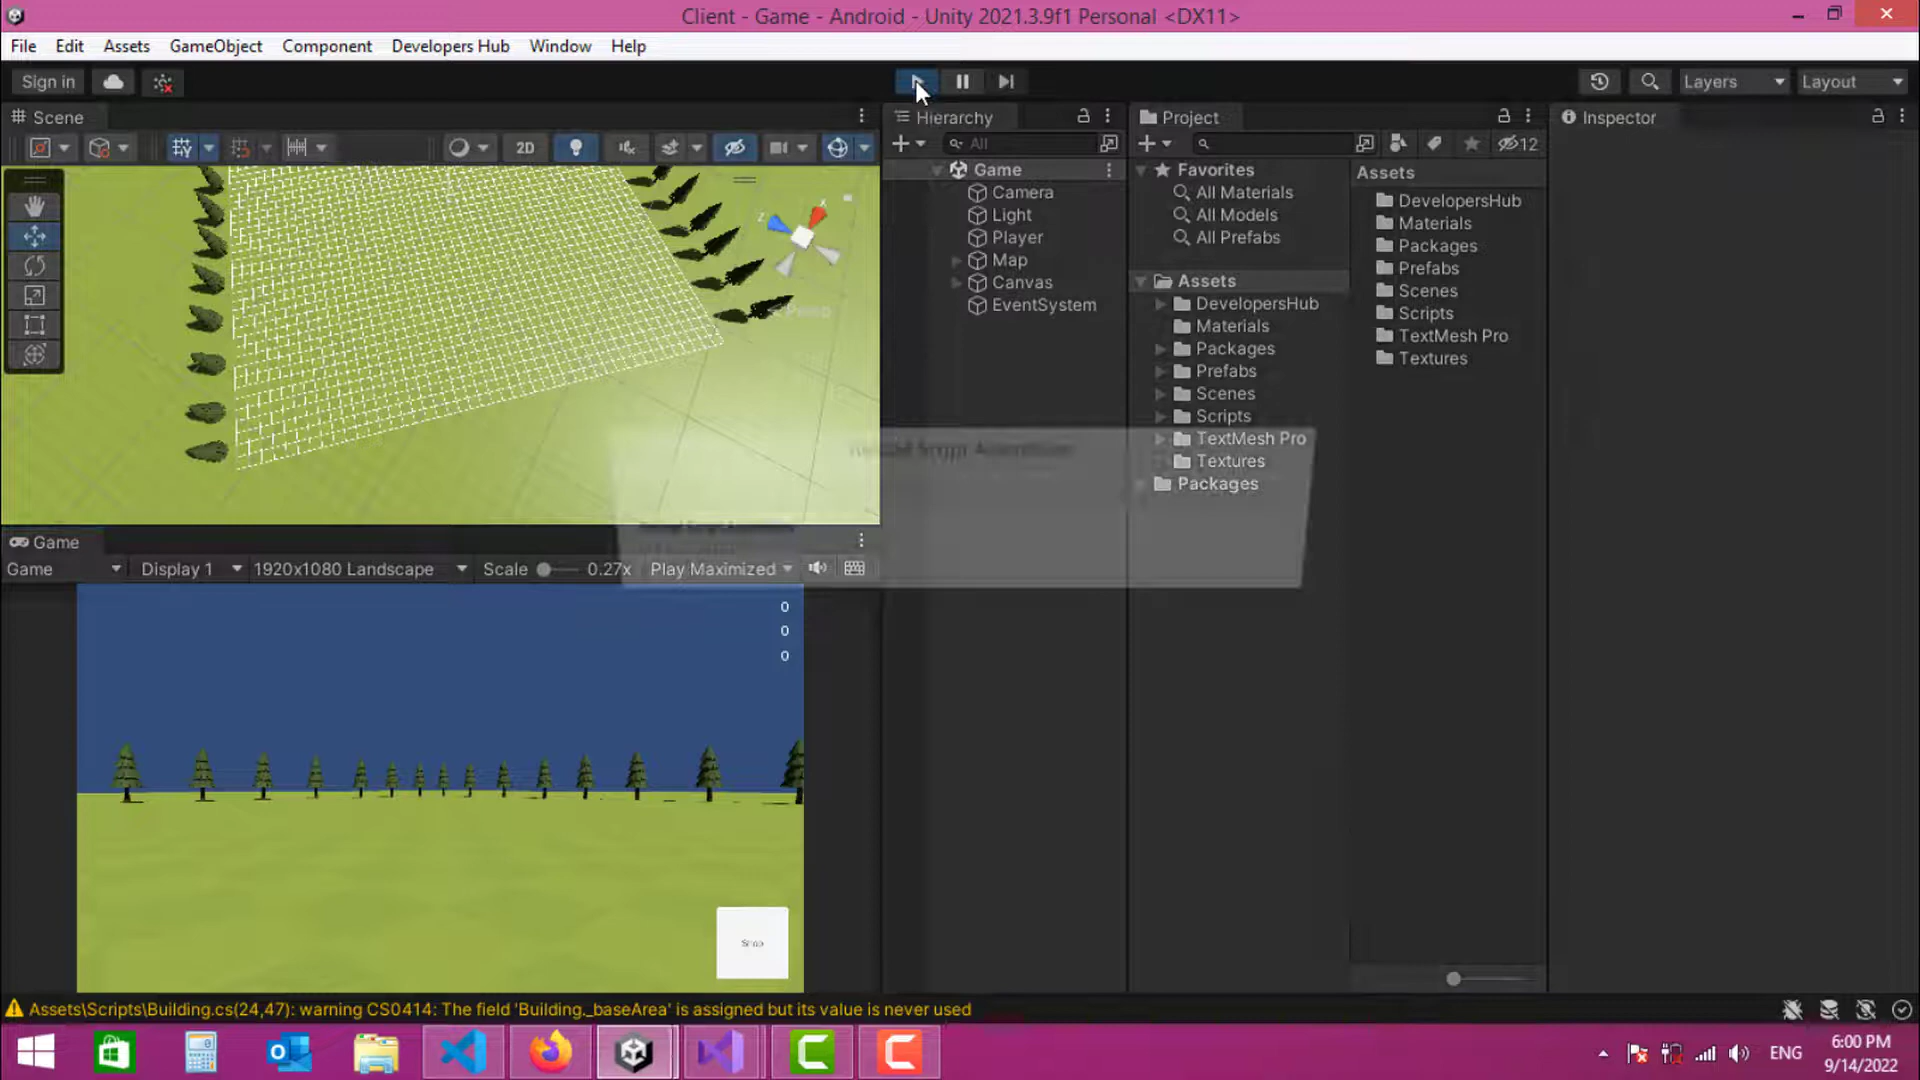 Client - Game - Android - Unity 2021.3.9f1 Personal <DX11>
File Edit Assets GameObject Component Developers Hub Window Help
Sign in Layers Layout
Scene
2D
Game
Game Display 1 1920x1080 Landscape Scale 0.27x Play Maximized
0
0
0
Shop
Hierarchy
All
Game
Camera
Light
Player
Map
Canvas
EventSystem
Project
12
Favorites
All Materials
All Models
All Prefabs
Assets
DevelopersHub
Materials
Packages
Prefabs
Scenes
Scripts
TextMesh Pro
Textures
Packages
Assets
DevelopersHub
Materials
Packages
Prefabs
Scenes
Scripts
TextMesh Pro
Textures
Inspector
Assets\Scripts\Building.cs(24,47): warning CS0414: The field 'Building._baseArea' is assigned but its value is never used
ENG
6:00 PM
9/14/2022